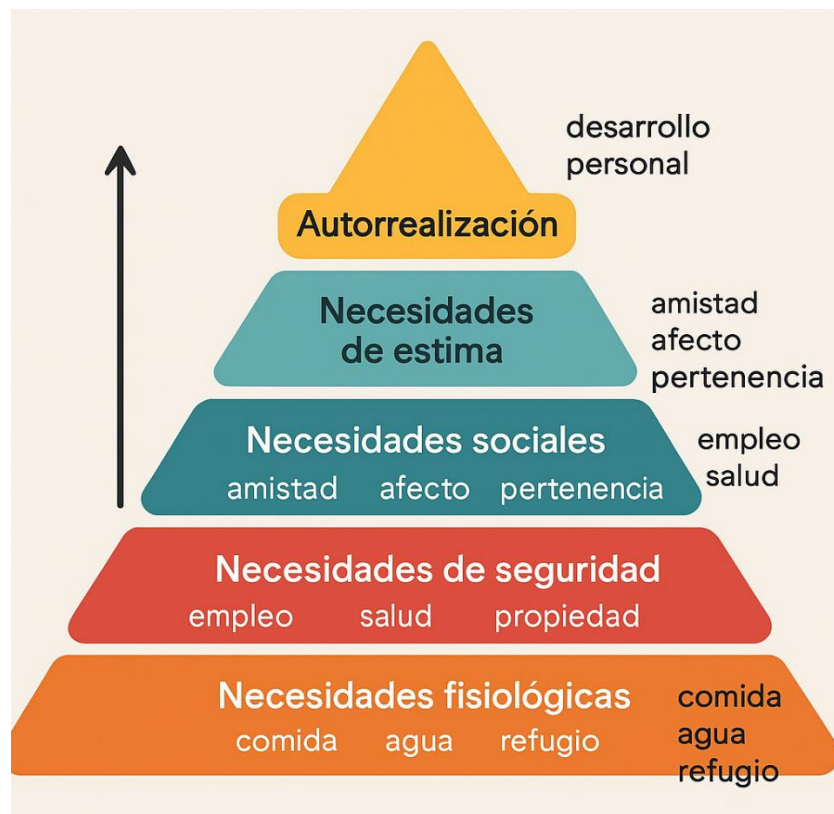 desarrollo
personal
Autorrealización
Necesidades
de estima
amistad
afecto
pertenencia
Necesidades sociales
amistad afecto pertenencia
empleo
salud
Necesidades de seguridad
empleo salud propiedad
Necesidades fisiológicas
comida agua refugio
comida
agua
refugio